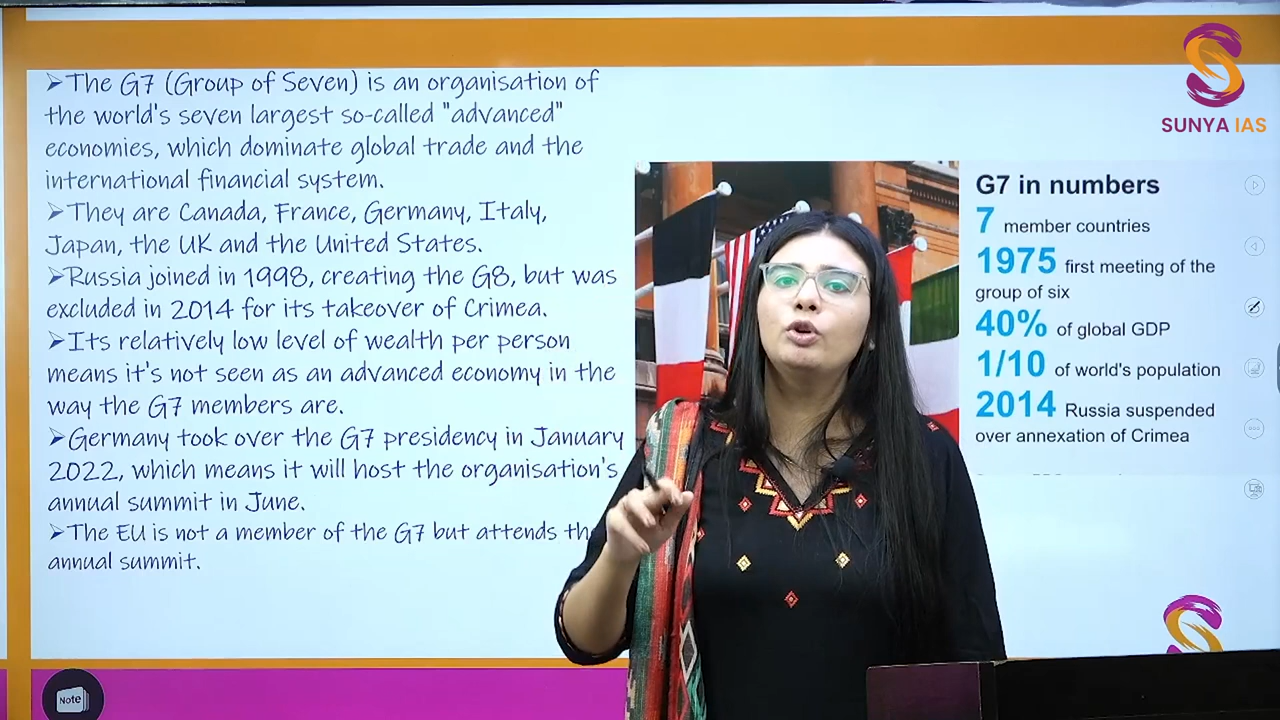 ➢The G7 (Group of Seven) is an organisation of
the world's seven largest so-called "advanced"
economies, which dominate global trade and the
international financial system.
➢They are Canada, France, Germany, Italy,
Japan, the UK and the United States.
➢Russia joined in 1998, creating the G8, but was
excluded in 2014 for its takeover of Crimea.
➢Its relatively low level of wealth per person
means it's not seen as an advanced economy in the
way the G7 members are.
➢Germany took over the G7 presidency in January
2022, which means it will host the organisation's
annual summit in June.
➢The EU is not a member of the G7 but attends the
annual summit.
SUNYA IAS
G7 in numbers
7 member countries
1975 first meeting of the
group of six
40% of global GDP
1/10 of world's population
2014 Russia suspended
over annexation of Crimea
Note